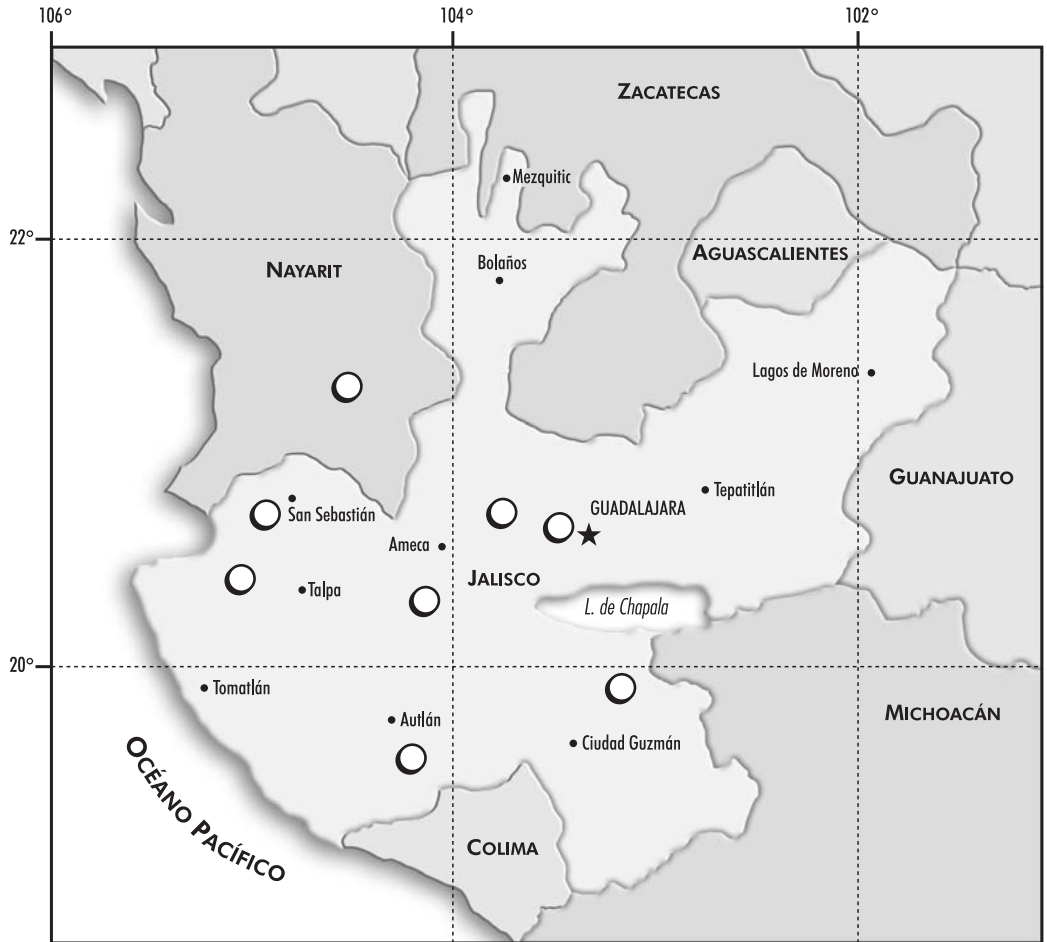 106°
104°
102°
ZACATECAS
Mezquitic
22°
AGUASCALIENTES
NAYARIT
Bolaños
Lagos de Moreno
GUANAJUATO
Tepatitlán
San Sebastián
GUADALAJARA
Ameca
JALISCO
Talpa
L. de Chapala
20°
Tomatlán
MICHOACÁN
Autlán
Ciudad Guzmán
OCÉANO PACÍFICO
COLIMA